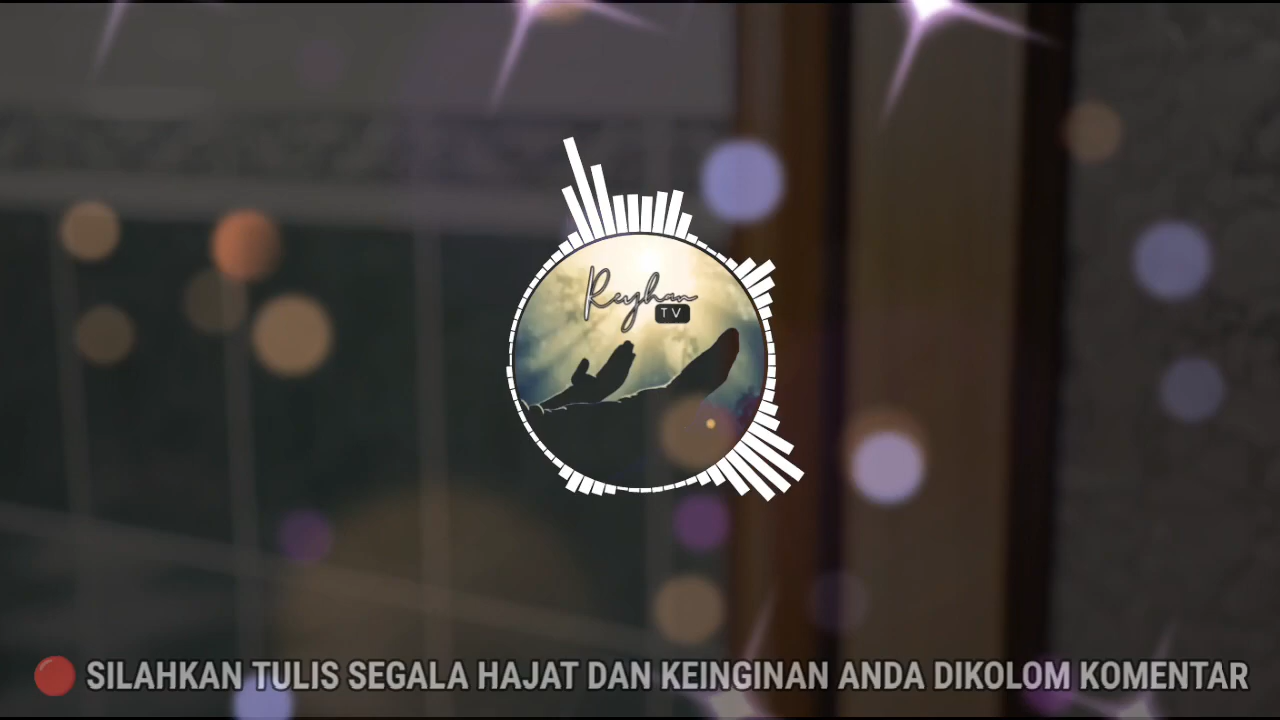 Reyhan
TV
SILAHKAN TULIS SEGALA HAJAT DAN KEINGINAN ANDA DIKOLOM KOMENTAR